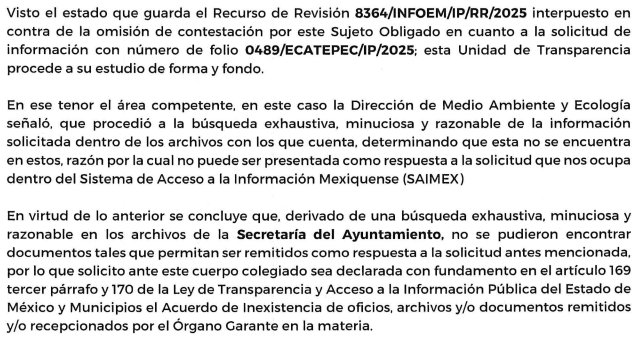 Visto el estado que guarda el Recurso de Revisión 8364/INFOEM/IP/RR/2025 interpuesto en
contra de la omisión de contestación por este Sujeto Obligado en cuanto a la solicitud de
información con número de folio 0489/ECATEPEC/IP/2025; esta Unidad de Transparencia
procede a su estudio de forma y fondo.

En ese tenor el área competente, en este caso la Dirección de Medio Ambiente y Ecología
señaló, que procedió a la búsqueda exhaustiva, minuciosa y razonable de la información
solicitada dentro de los archivos con los que cuenta, determinando que esta no se encuentra
en estos, razón por la cual no puede ser presentada como respuesta a la solicitud que nos ocupa
dentro del Sistema de Acceso a la Información Mexiquense (SAIMEX)

En virtud de lo anterior se concluye que, derivado de una búsqueda exhaustiva, minuciosa y
razonable en los archivos de la Secretaría del Ayuntamiento, no se pudieron encontrar
documentos tales que permitan ser remitidos como respuesta a la solicitud antes mencionada,
por lo que solicito ante este cuerpo colegiado sea declarada con fundamento en el artículo 169
tercer párrafo y 170 de la Ley de Transparencia y Acceso a la Información Pública del Estado de
México y Municipios el Acuerdo de Inexistencia de oficios, archivos y/o documentos remitidos
y/o recepcionados por el Órgano Garante en la materia.